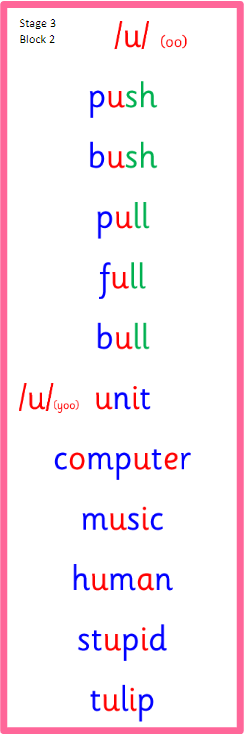 Stage 3
Block 2
/u/ (oo)
push
bush
pull
full
bull
/u/(yoo) unit
computer
music
human
stupid
tulip